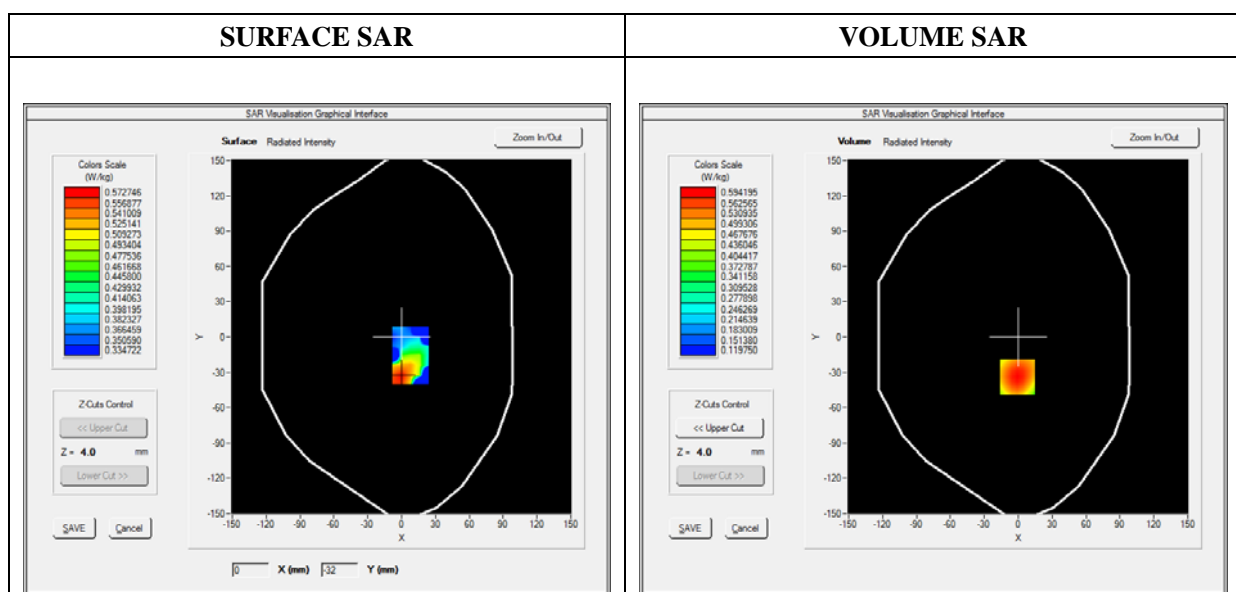 SURFACE SAR
SAR Visualisation Graphical Interface
Surface Radiated Intensity
Zoom In/Out
Colors Scale
(W/kg)
0.572746
0.556877
0.541009
0.525141
0.509273
0.493404
0.477536
0.461668
0.445800
0.429932
0.414063
0.398195
0.382327
0.366459
0.350590
0.334722
Z-Cuts Control
<< Upper Cut
Z = 4.0 mm
Lower Cut >>
SAVE Cancel
150
120
90
60
30
Y 0
-30
-60
-90
-120
-150
-150 -120 -90 -60 -30 0 30 60 90 120 150
X
0 X (mm) -32 Y (mm)
VOLUME SAR
SAR Visualisation Graphical Interface
Volume Radiated Intensity
Zoom In/Out
Colors Scale
(W/kg)
0.594195
0.562565
0.530935
0.499306
0.467676
0.436046
0.404417
0.372787
0.341158
0.309528
0.277898
0.246269
0.214639
0.183009
0.151380
0.119750
Z-Cuts Control
<< Upper Cut
Z = 4.0 mm
Lower Cut >>
SAVE Cancel
150
120
90
60
30
Y 0
-30
-60
-90
-120
-150
-150 -120 -90 -60 -30 0 30 60 90 120 150
X